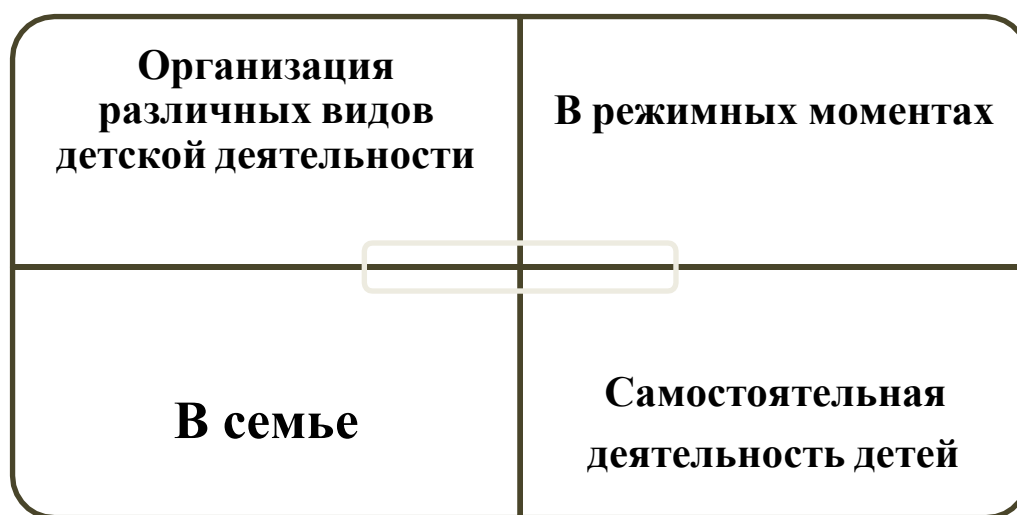 Организация
различных видов
детской деятельности
В режимных моментах
В семье
Самостоятельная
деятельность детей